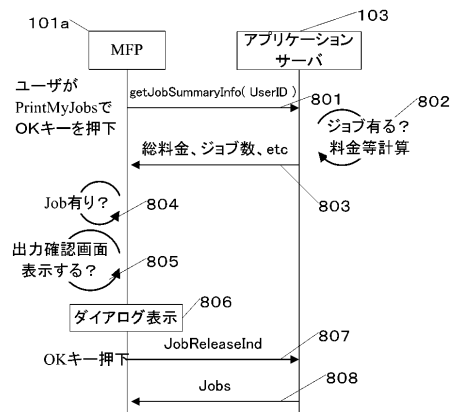 101a
103
MFP
アプリケーション
サーバ
ユーザが
PrintMyJobsで
OKキーを押下
getJobSummaryInfo( UserID )
801
802
ジョブ有る?
料金等計算
総料金、ジョブ数、etc
803
Job有り?
804
出力確認画面
表示する?
805
806
ダイアログ表示
807
OKキー押下
JobReleaseInd
Jobs
808